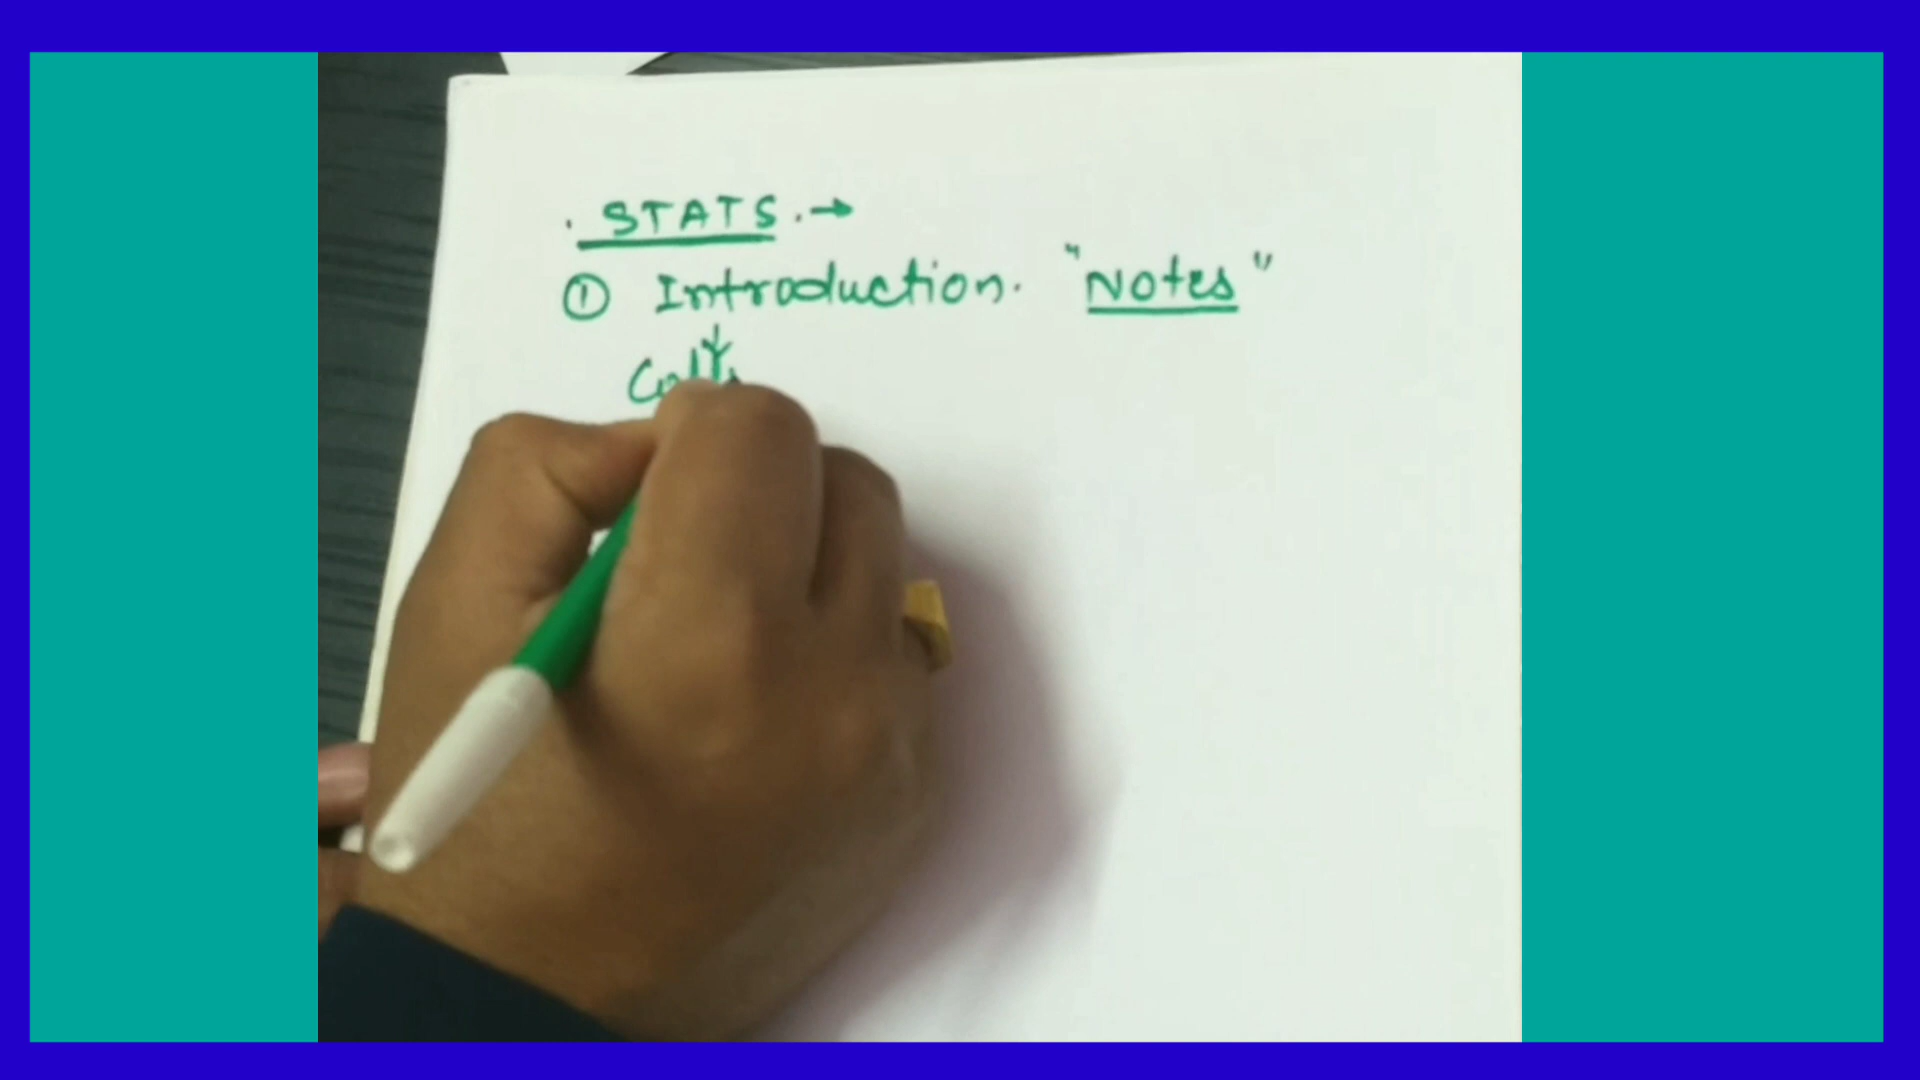 . STATS . →
① Introduction. "Notes"